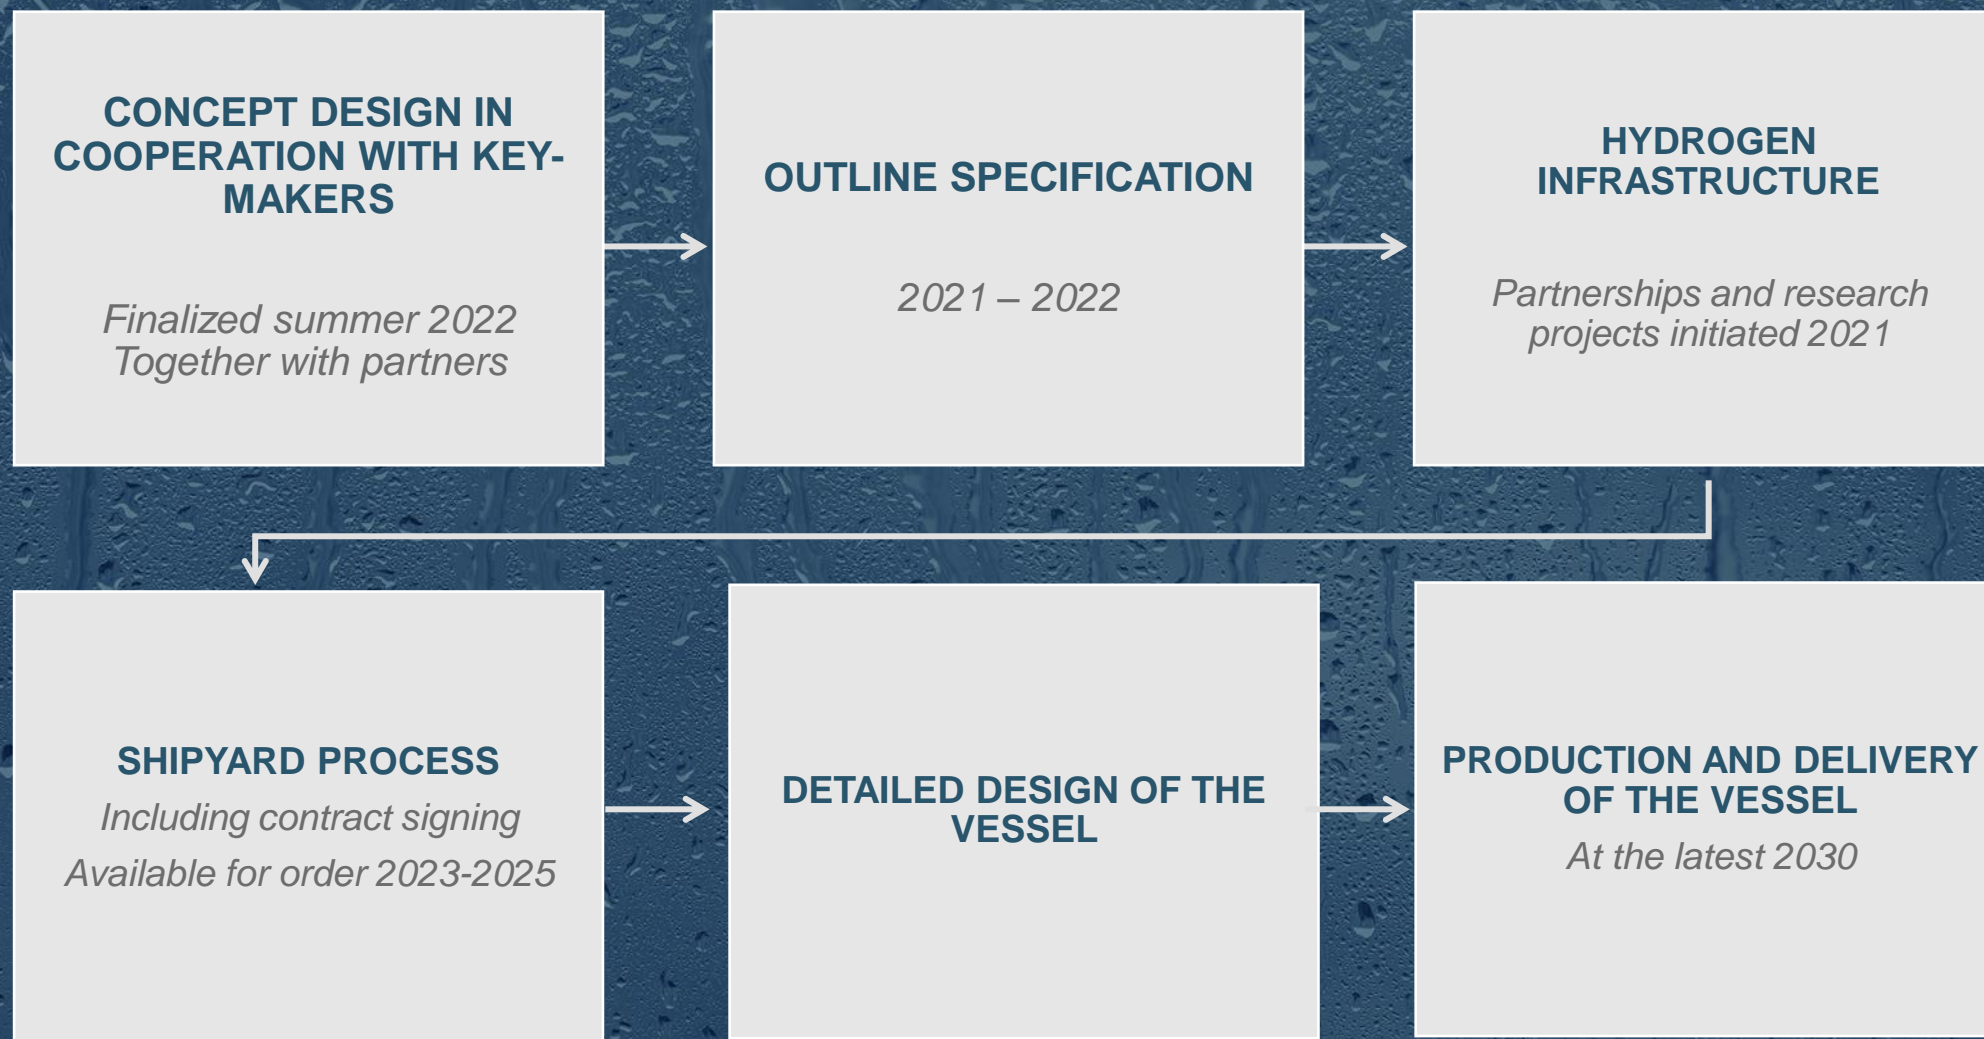 CONCEPT DESIGN IN
COOPERATION WITH KEY-
MAKERS
Finalized summer 2022
Together with partners
OUTLINE SPECIFICATION
2021 – 2022
HYDROGEN
INFRASTRUCTURE
Partnerships and research
projects initiated 2021
SHIPYARD PROCESS
Including contract signing
Available for order 2023-2025
DETAILED DESIGN OF THE
VESSEL
PRODUCTION AND DELIVERY
OF THE VESSEL
At the latest 2030